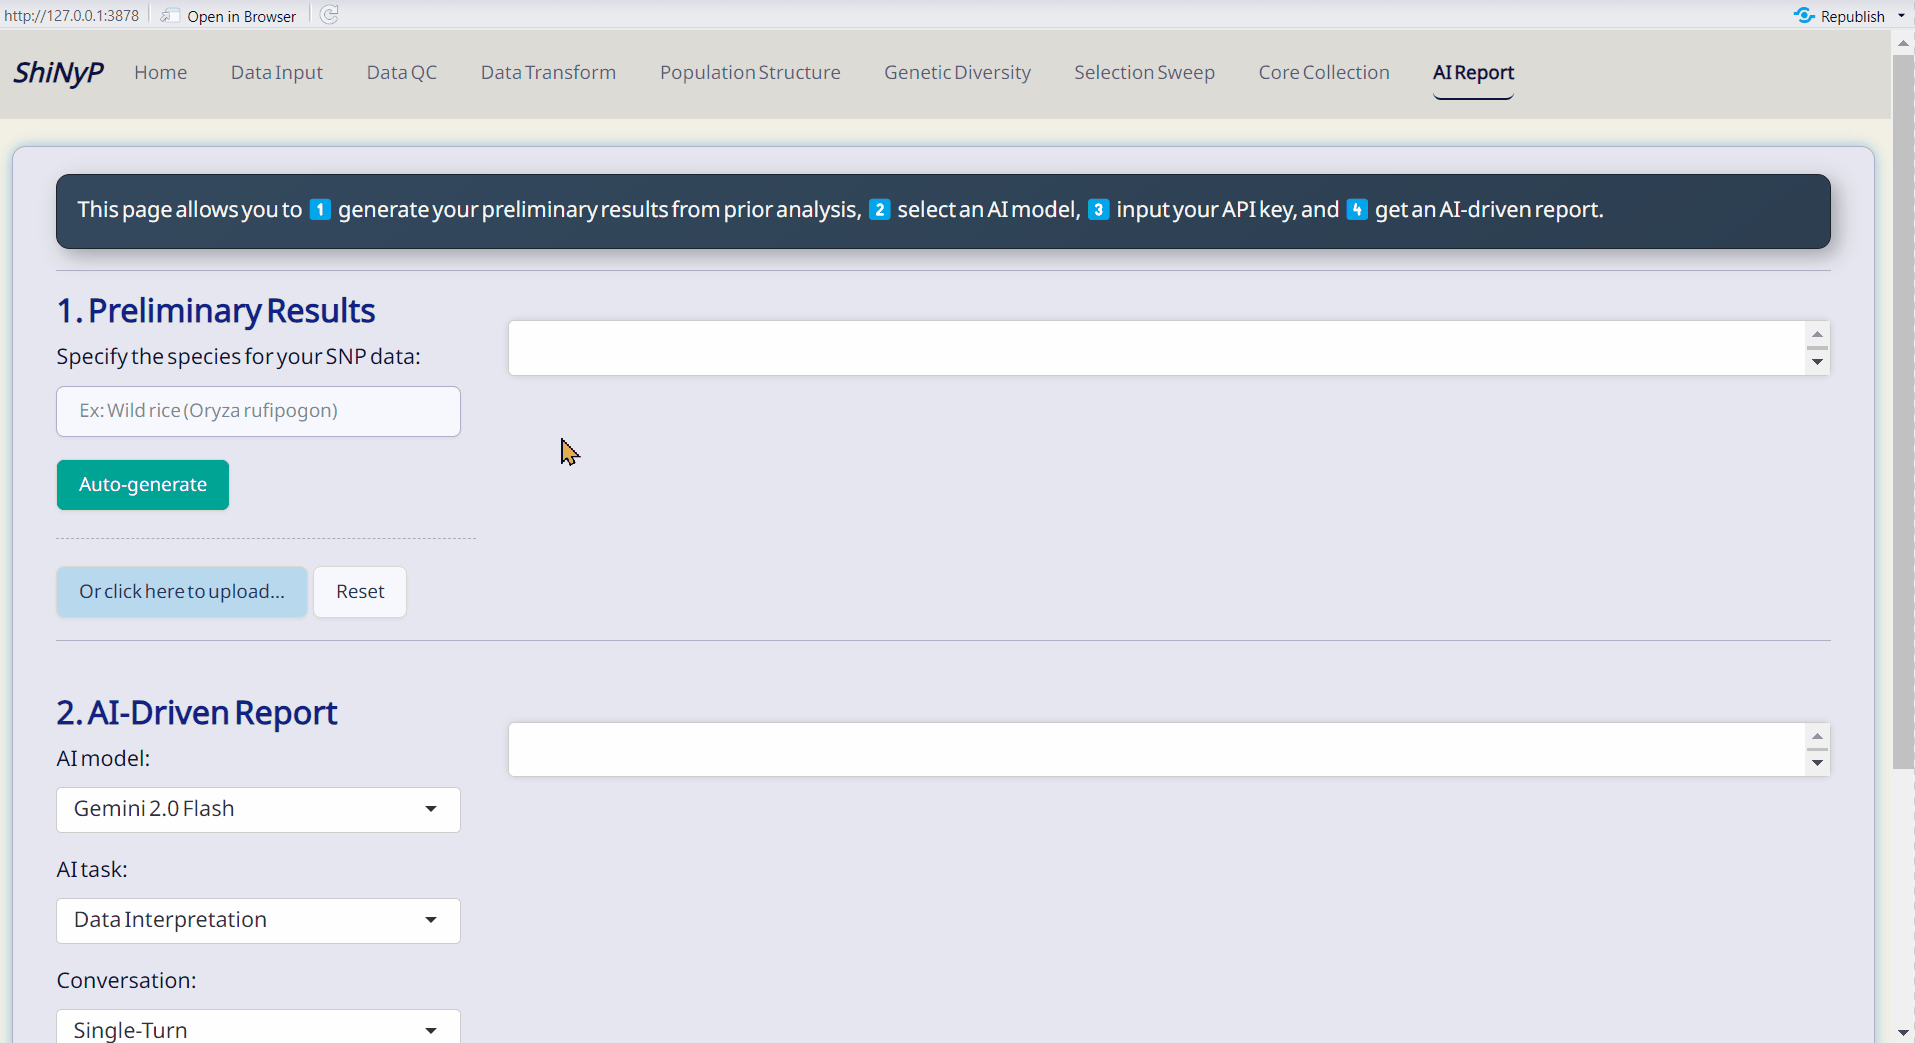 http://127.0.0.1:3878 Open in Browser Republish
ShiNyP Home Data Input Data QC Data Transform Population Structure Genetic Diversity Selection Sweep Core Collection AI Report
This page allows you to 1 generate your preliminary results from prior analysis, 2 select an AI model, 3 input your API key, and 4 get an AI-driven report.
1. Preliminary Results
Specify the species for your SNP data:
Ex: Wild rice (Oryza rufipogon)
Auto-generate
Or click here to upload... Reset
2. AI-Driven Report
AI model:
Gemini 2.0 Flash
AI task:
Data Interpretation
Conversation:
Single-Turn